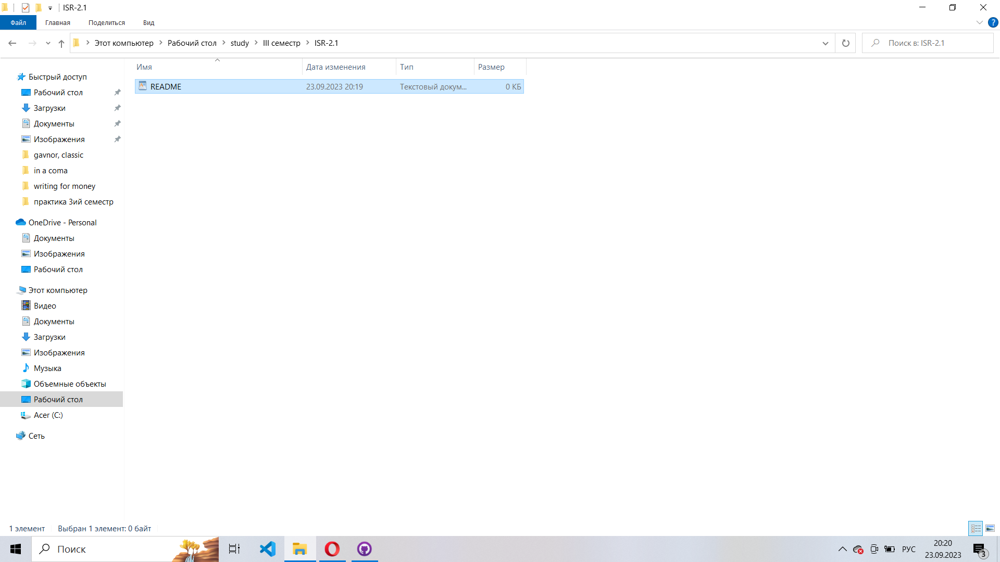 ISR-2.1
Файл Главная Поделиться Вид
Этот компьютер Рабочий стол study III семестр ISR-2.1
Поиск в: ISR-2.1
Имя Дата изменения Тип Размер
README 23.09.2023 20:19 Текстовый докум... 0 КБ
Быстрый доступ
Рабочий стол
Загрузки
Документы
Изображения
gavnor, classic
in a coma
writing for money
практика 3ий семестр
OneDrive - Personal
Документы
Изображения
Рабочий стол
Этот компьютер
Видео
Документы
Загрузки
Изображения
Музыка
Объемные объекты
Рабочий стол
Acer (C:)
Сеть
1 элемент Выбран 1 элемент: 0 байт
Поиск
РУС
20:20
23.09.2023
3